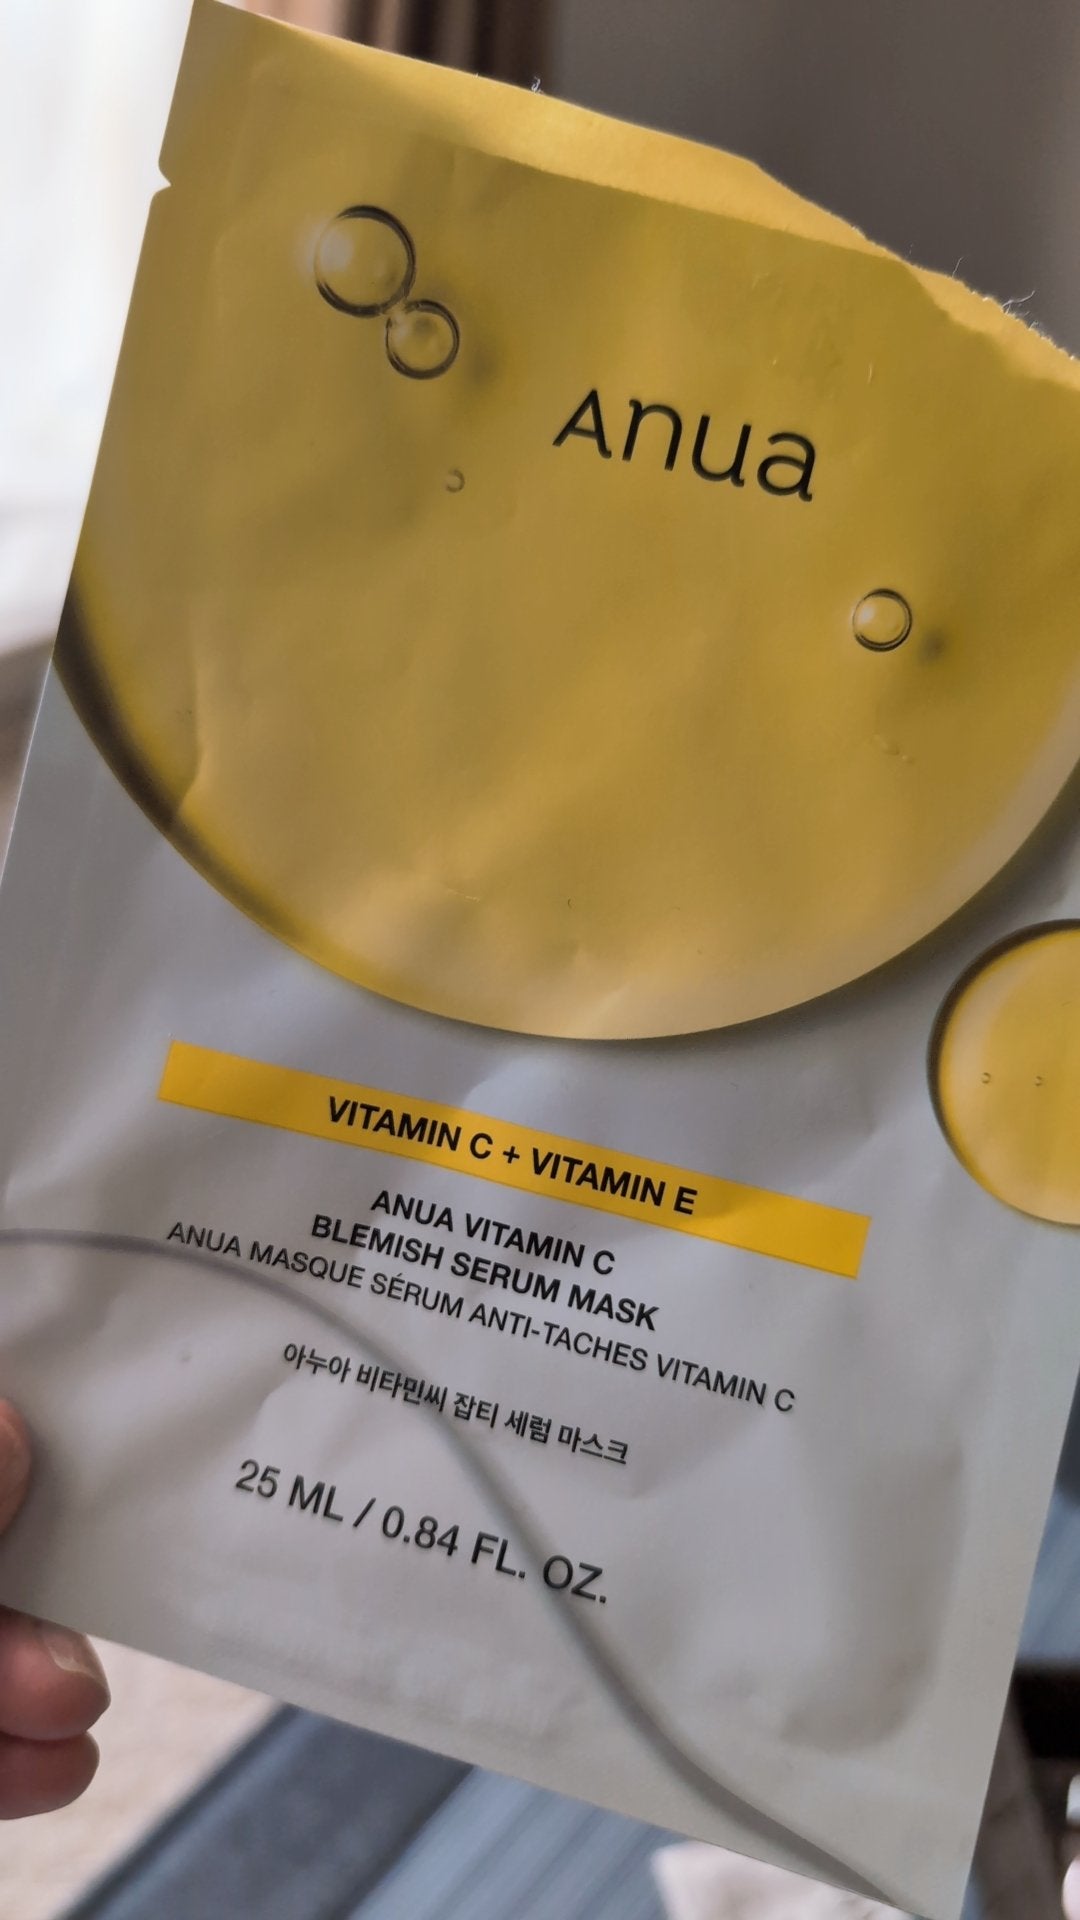 Anua
VITAMIN C + VITAMIN E
ANUA VITAMIN C
BLEMISH SERUM MASK
ANUA MASQUE SÉRUM ANTI-TACHES VITAMIN C
아누아 비타민씨 잡티 세럼 마스크
25 ML / 0.84 FL. OZ.